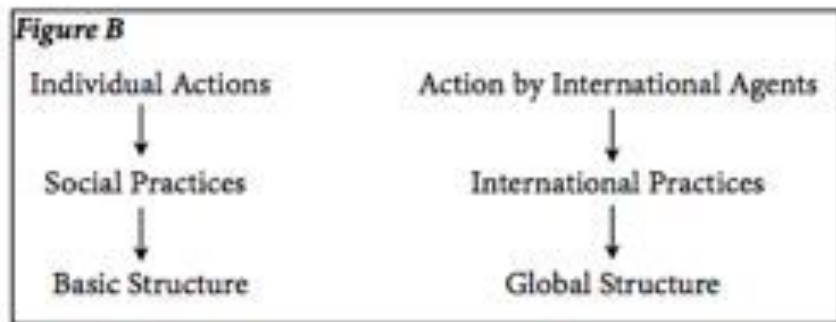 Figure B
Individual Actions Action by International Agents
Social Practices International Practices
Basic Structure Global Structure